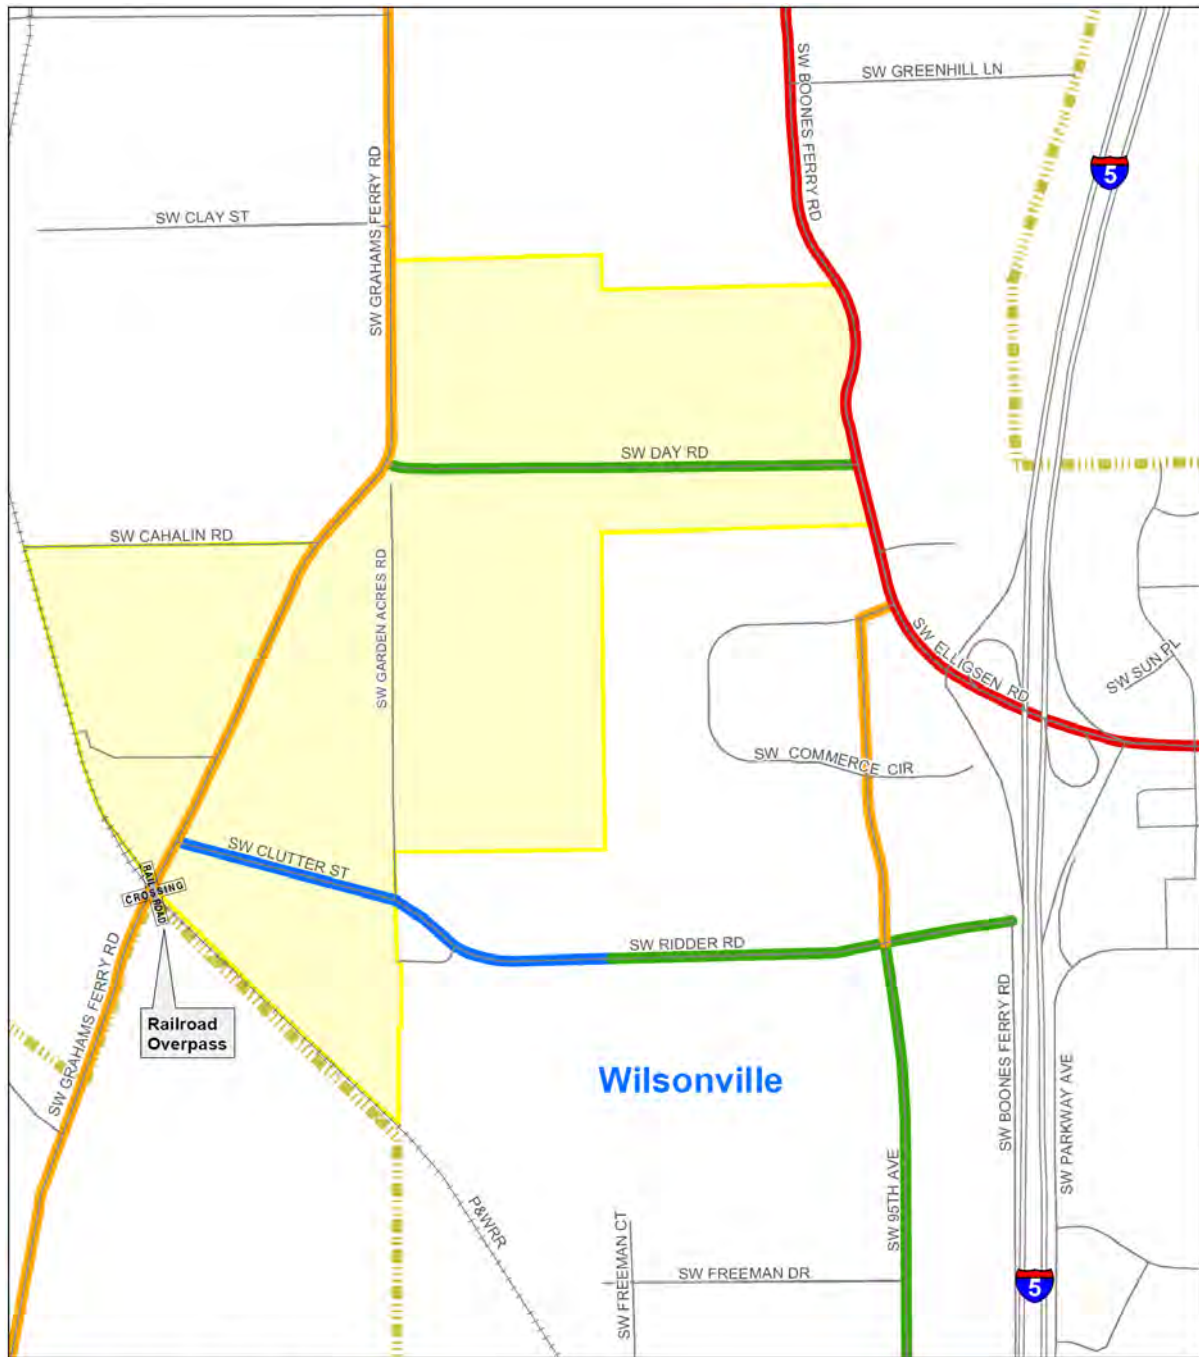 SW GREENHILL LN
SW BOONES FERRY RD
5
SW GRAHAMS FERRY RD
SW CLAY ST
SW DAY RD
SW CAHALIN RD
SW GARDEN ACRES RD
SW ELLIGSEN RD
SW SUN PL
SW COMMERCE CIR
SW CLUTTER ST
RAIL ROAD
CROSSING
SW RIDDER RD
SW GRAHAMS FERRY RD
Railroad
Overpass
SW BOONES FERRY RD
Wilsonville
SW PARKWAY AVE
SW 95TH AVE
P&WRR
SW FREEMAN CT
SW FREEMAN DR
5